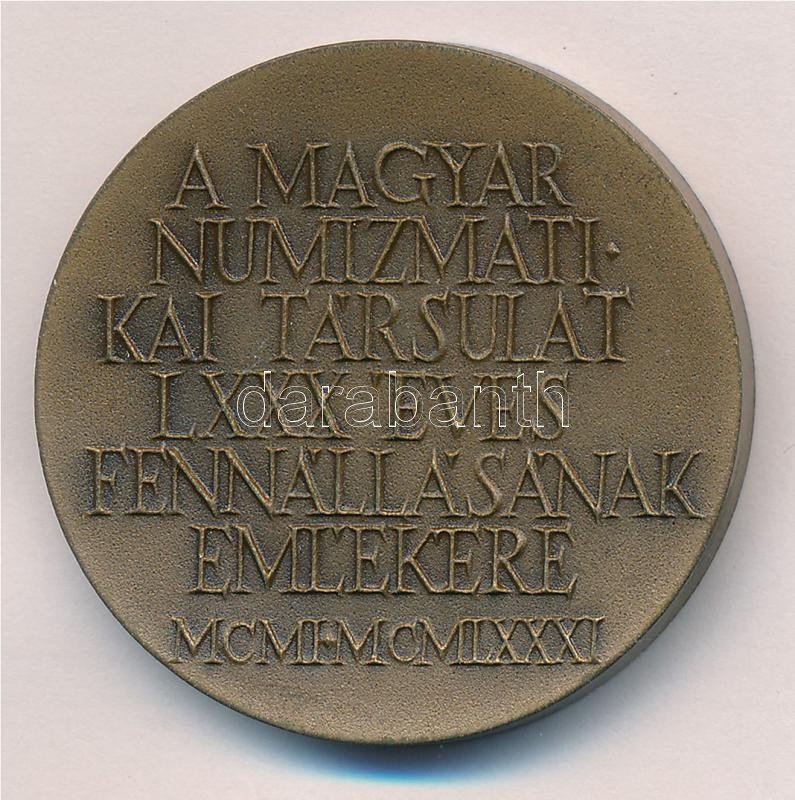 A MAGYAR
NUMIZMATI·
KAI TÁRSULAT
LXXX ÉVES
FENNÁLLÁSÁNAK
EMLÉKÉRE
MCMI·MCMLXXXI
darabanth